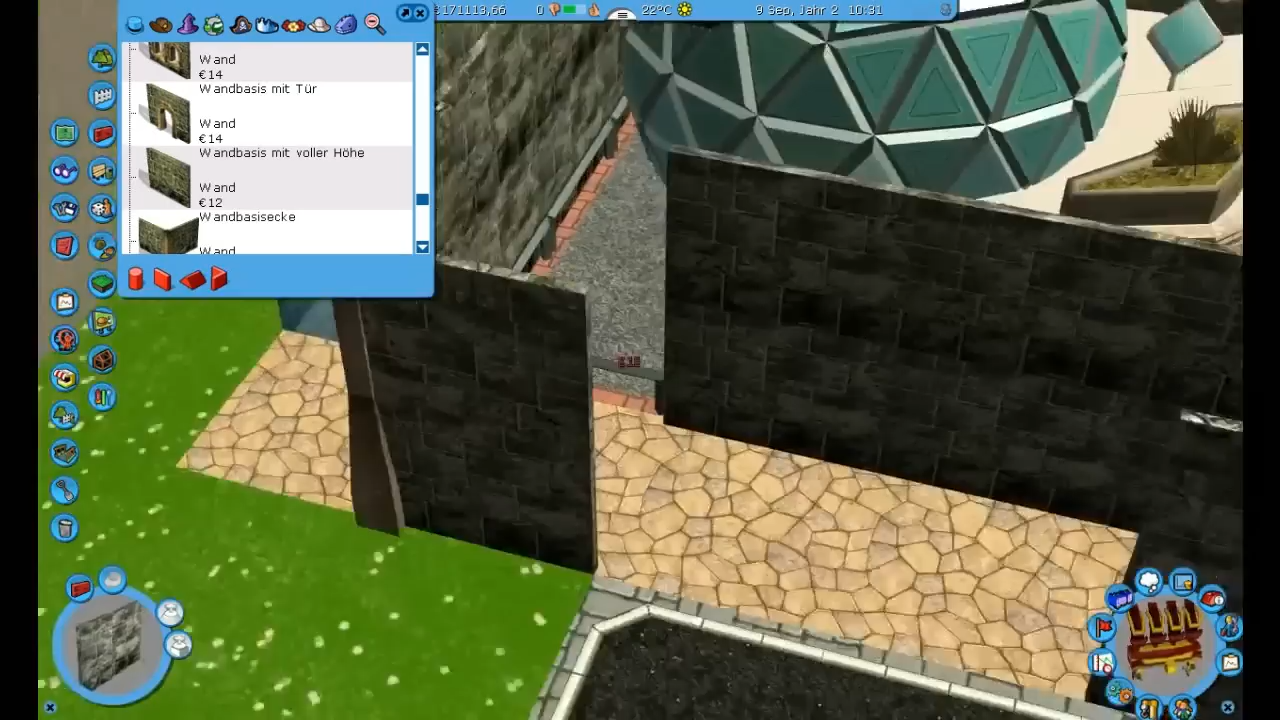 171113,66
0
22°C
9 Sep, Jahr 2 10:31
Wand
€14
Wandbasis mit Tür
Wand
€14
Wandbasis mit voller Höhe
Wand
€12
Wandbasisecke
Wand